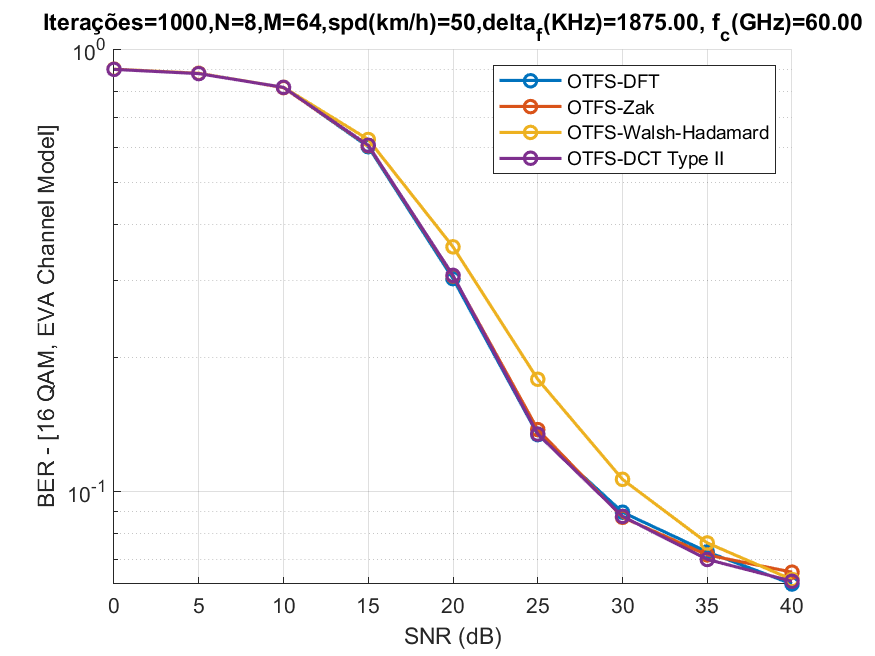 Iterações=1000,N=8,M=64,spd(km/h)=50,delta_f(KHz)=1875.00, f_c(GHz)=60.00
10^0
10^-1
BER - [16 QAM, EVA Channel Model]
OTFS-DFT
OTFS-Zak
OTFS-Walsh-Hadamard
OTFS-DCT Type II
0 5 10 15 20 25 30 35 40
SNR (dB)